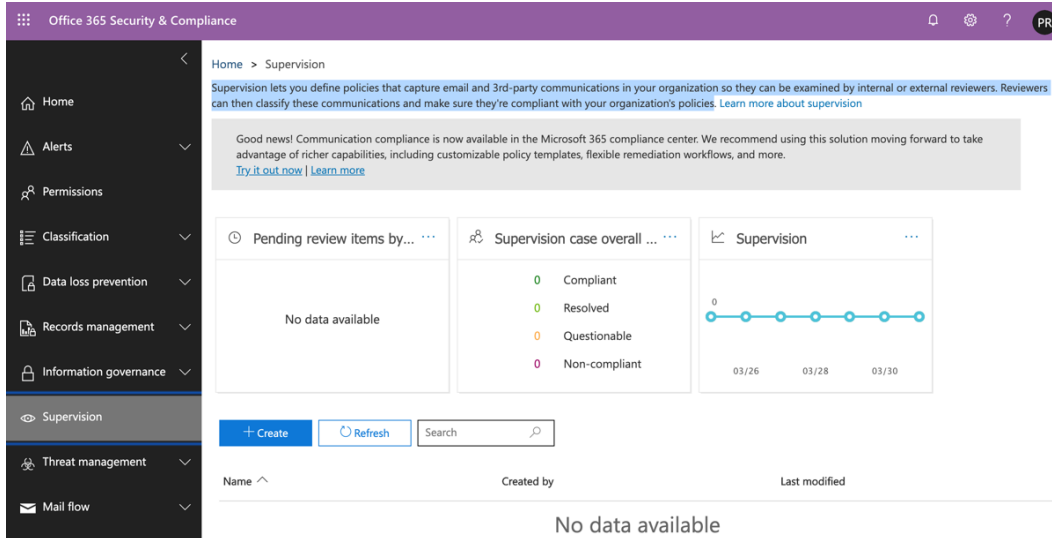 Office 365 Security & Compliance
PR
Home
Alerts
Permissions
Classification
Data loss prevention
Records management
Information governance
Supervision
Threat management
Mail flow
Home > Supervision
Supervision lets you define policies that capture email and 3rd-party communications in your organization so they can be examined by internal or external reviewers. Reviewers
can then classify these communications and make sure they're compliant with your organization's policies. Learn more about supervision
Good news! Communication compliance is now available in the Microsoft 365 compliance center. We recommend using this solution moving forward to take
advantage of richer capabilities, including customizable policy templates, flexible remediation workflows, and more.
Try it out now | Learn more
Pending review items by... ...
No data available
Supervision case overall ... ...
0 Compliant
0 Resolved
0 Questionable
0 Non-compliant
Supervision ...
0
03/26 03/28 03/30
+ Create Refresh Search
Name Created by Last modified
No data available